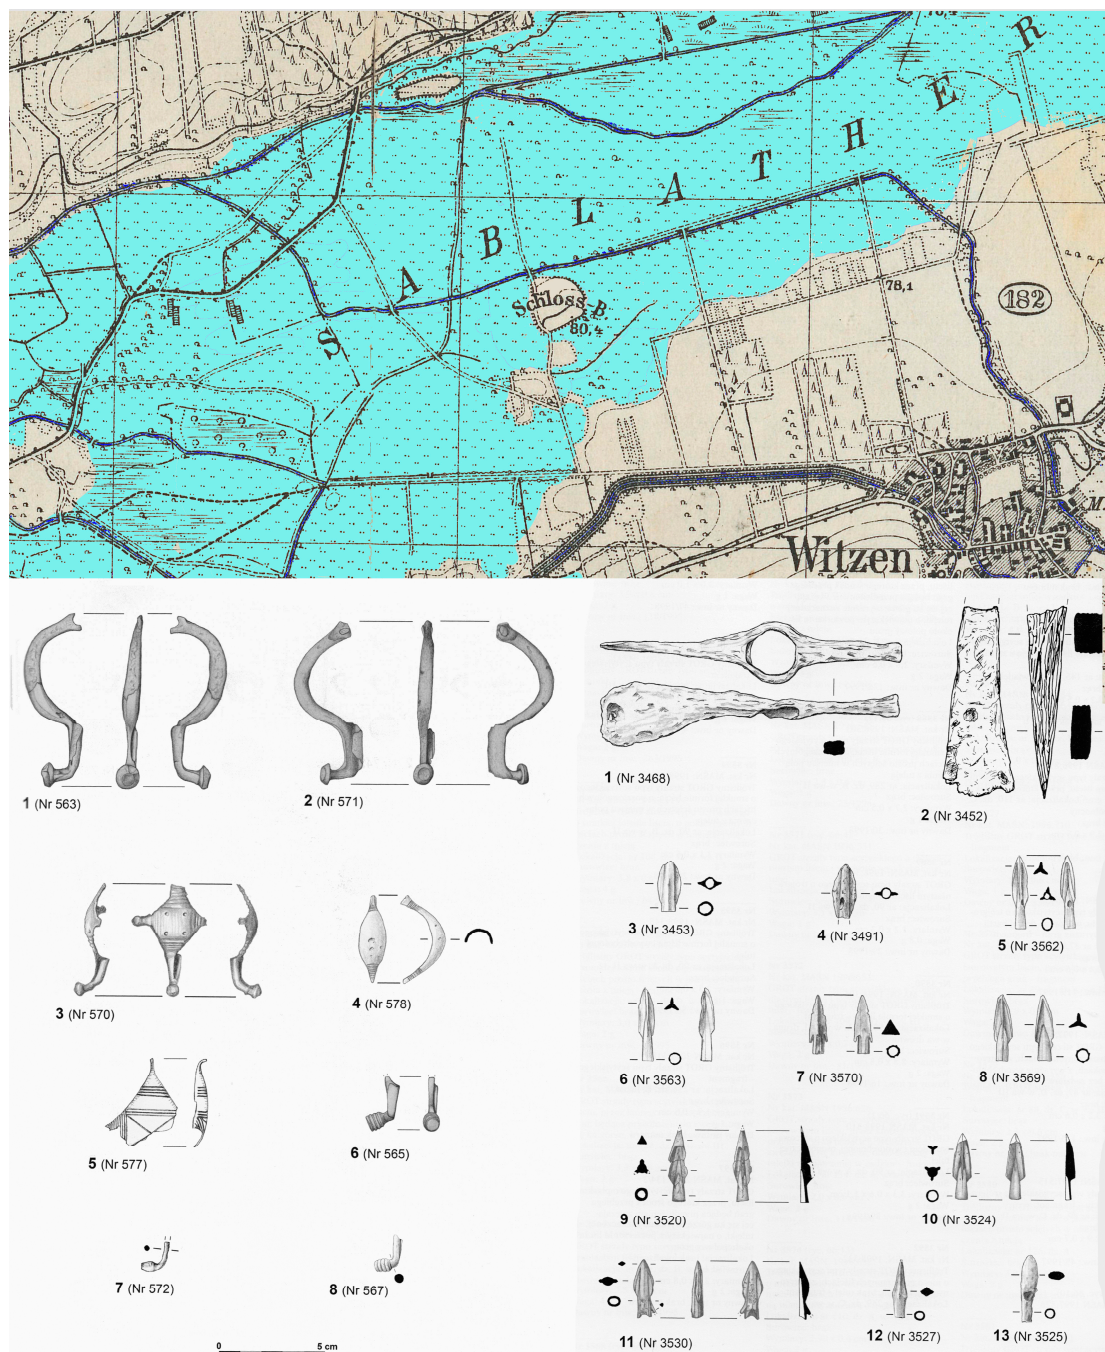 R
E
H
T
A
L
B
A
S
Schloss-B.
80,4
78,1
182
M.
Witzen
1 (Nr 563)
2 (Nr 571)
1 (Nr 3468)
2 (Nr 3452)
3 (Nr 570)
4 (Nr 578)
3 (Nr 3453)
4 (Nr 3491)
5 (Nr 3562)
6 (Nr 3563)
7 (Nr 3570)
8 (Nr 3569)
5 (Nr 577)
6 (Nr 565)
9 (Nr 3520)
10 (Nr 3524)
7 (Nr 572)
8 (Nr 567)
11 (Nr 3530)
12 (Nr 3527)
13 (Nr 3525)
0 5 cm